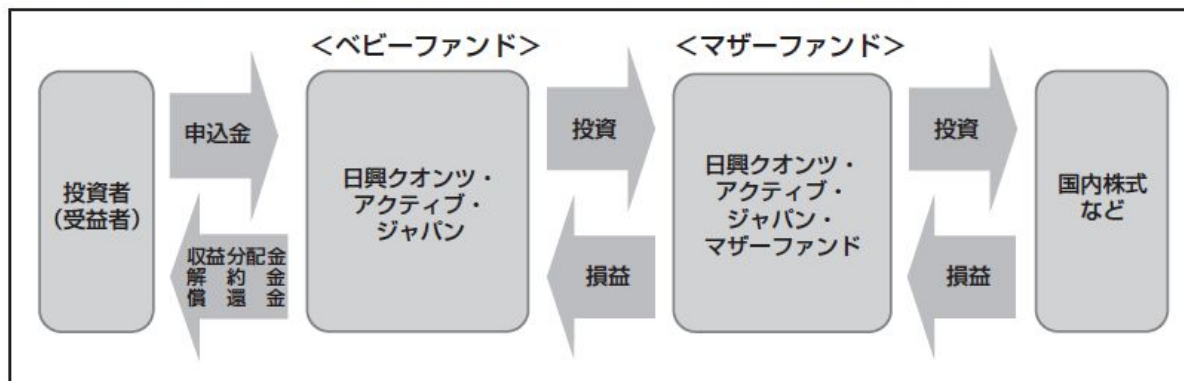 ＜ベビーファンド＞
＜マザーファンド＞
投資者
（受益者）
申込金
収益分配金
解約金
償還金
日興クオンツ・
アクティブ・
ジャパン
投資
損益
日興クオンツ・
アクティブ・
ジャパン・
マザーファンド
投資
損益
国内株式
など